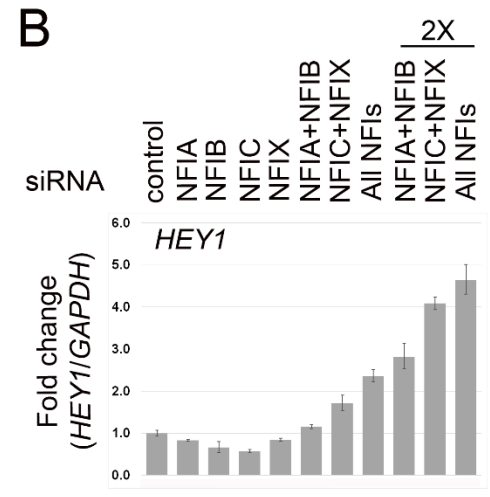 B
2X
siRNA
control
NFIA
NFIB
NFIC
NFIX
NFIA+NFIB
NFIC+NFIX
All NFIs
NFIA+NFIB
NFIC+NFIX
All NFIs
HEY1
Fold change
(HEY1/GAPDH)
6.0
5.0
4.0
3.0
2.0
1.0
0.0